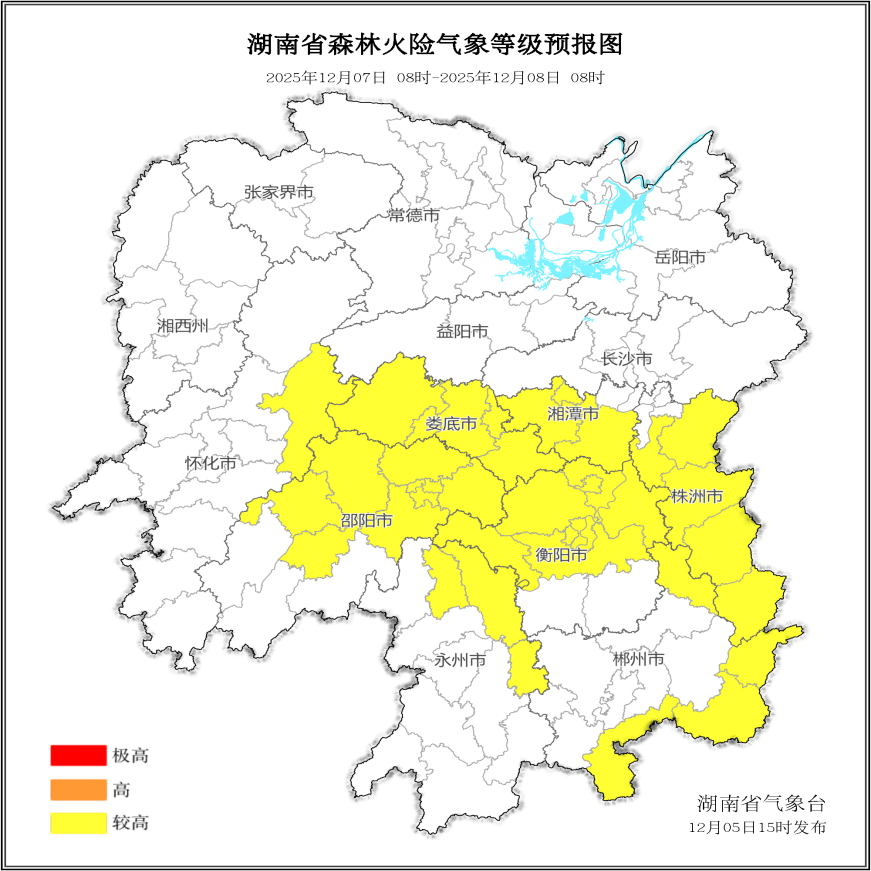 湖南省森林火险气象等级预报图
2025年12月07日 08时-2025年12月08日 08时
张家界市
常德市
岳阳市
湘西州
益阳市
长沙市
娄底市
湘潭市
怀化市
株洲市
邵阳市
衡阳市
永州市
郴州市
极高
高
较高
湖南省气象台
12月05日15时发布